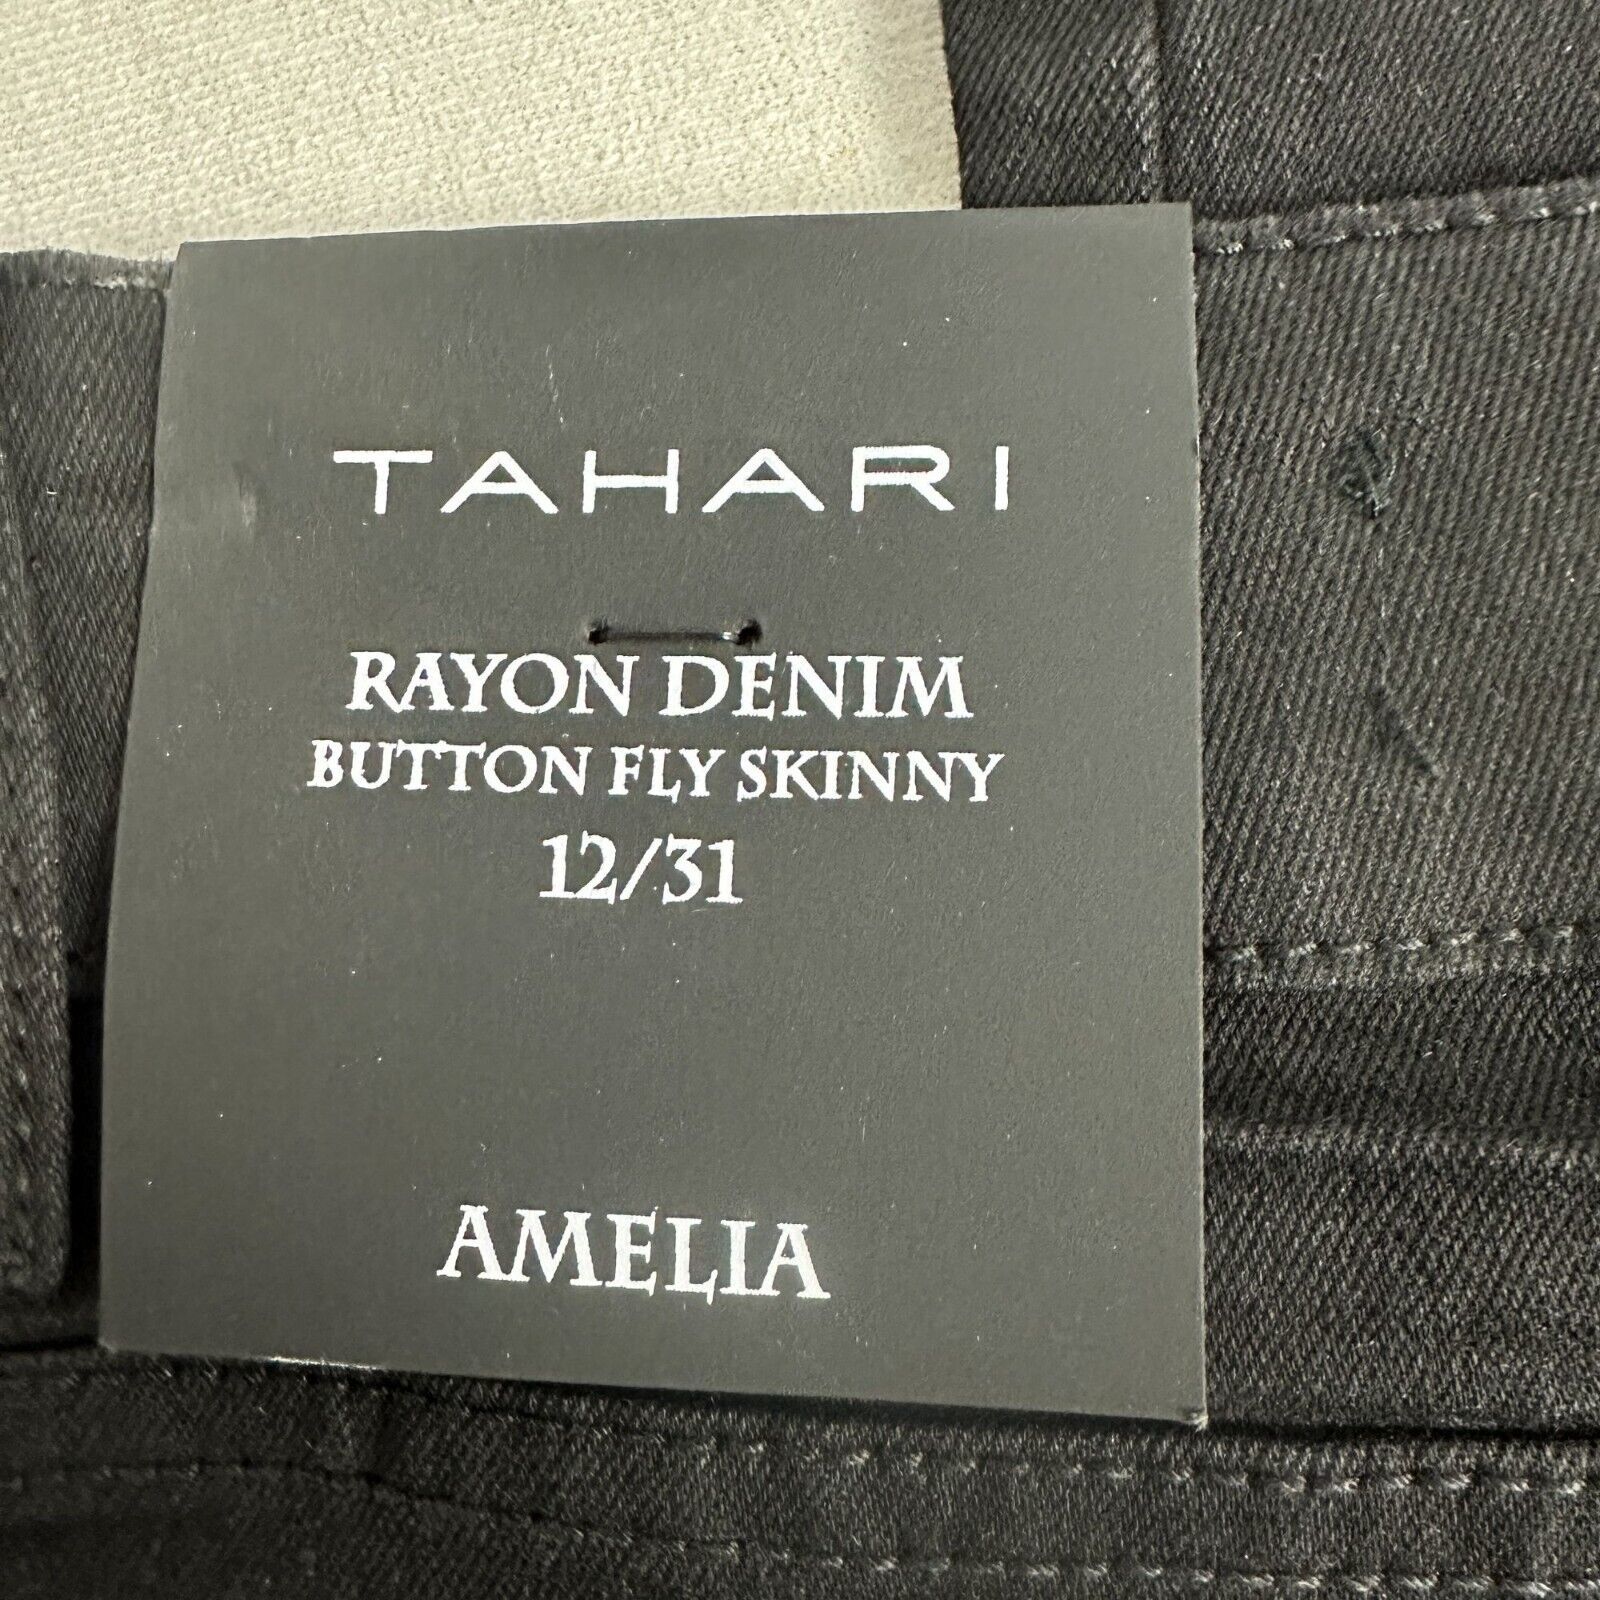 TAHARI
RAYON DENIM
BUTTON FLY SKINNY
12/31
AMELIA